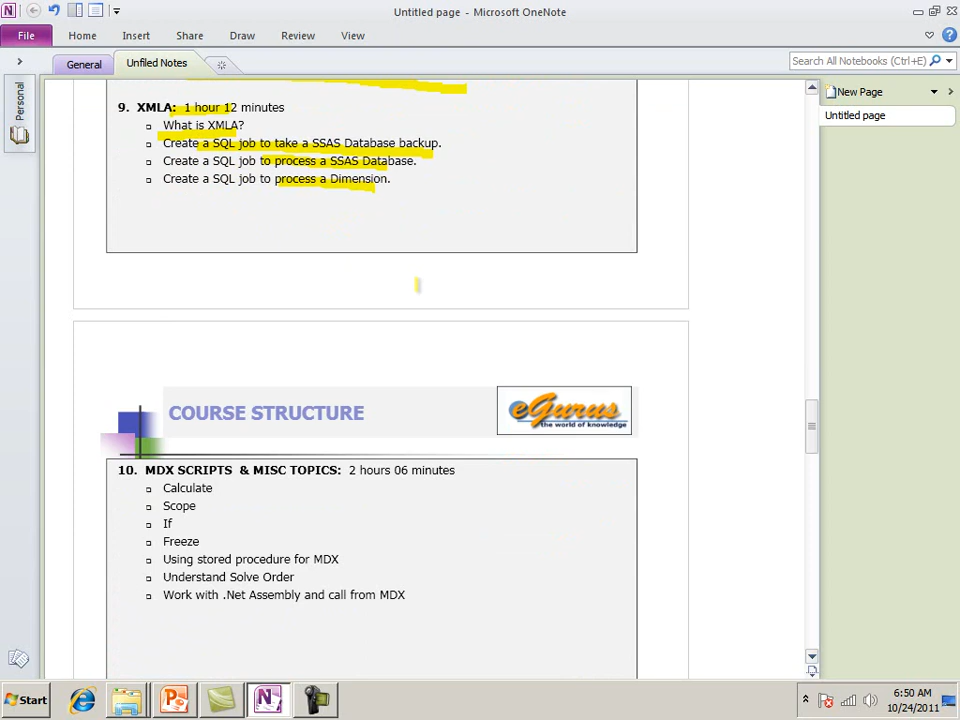 Untitled page - Microsoft OneNote
File Home Insert Share Draw Review View
General Unfiled Notes Search All Notebooks (Ctrl+E)
Personal
New Page
Untitled page
9. XMLA: 1 hour 12 minutes
What is XMLA?
Create a SQL job to take a SSAS Database backup.
Create a SQL job to process a SSAS Database.
Create a SQL job to process a Dimension.
COURSE STRUCTURE
eGurus
the world of knowledge
10. MDX SCRIPTS & MISC TOPICS: 2 hours 06 minutes
Calculate
Scope
If
Freeze
Using stored procedure for MDX
Understand Solve Order
Work with .Net Assembly and call from MDX
Start
6:50 AM
10/24/2011